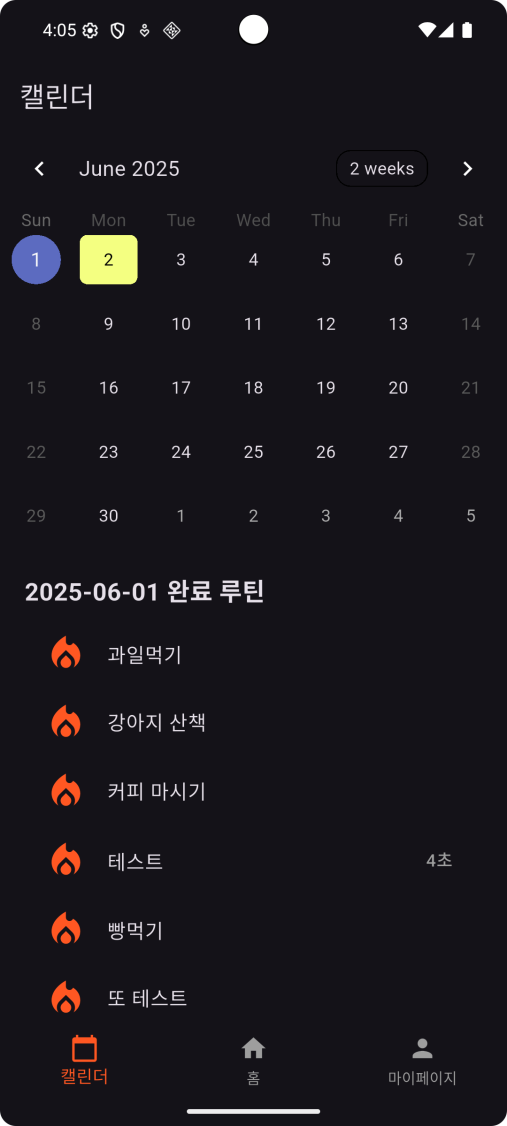 4:05
캘린더
June 2025
2 weeks
Sun Mon Tue Wed Thu Fri Sat
1 2 3 4 5 6 7
8 9 10 11 12 13 14
15 16 17 18 19 20 21
22 23 24 25 26 27 28
29 30 1 2 3 4 5
2025-06-01 완료 루틴
과일먹기
강아지 산책
커피 마시기
테스트 4초
빵먹기
또 테스트
캘린더 홈 마이페이지